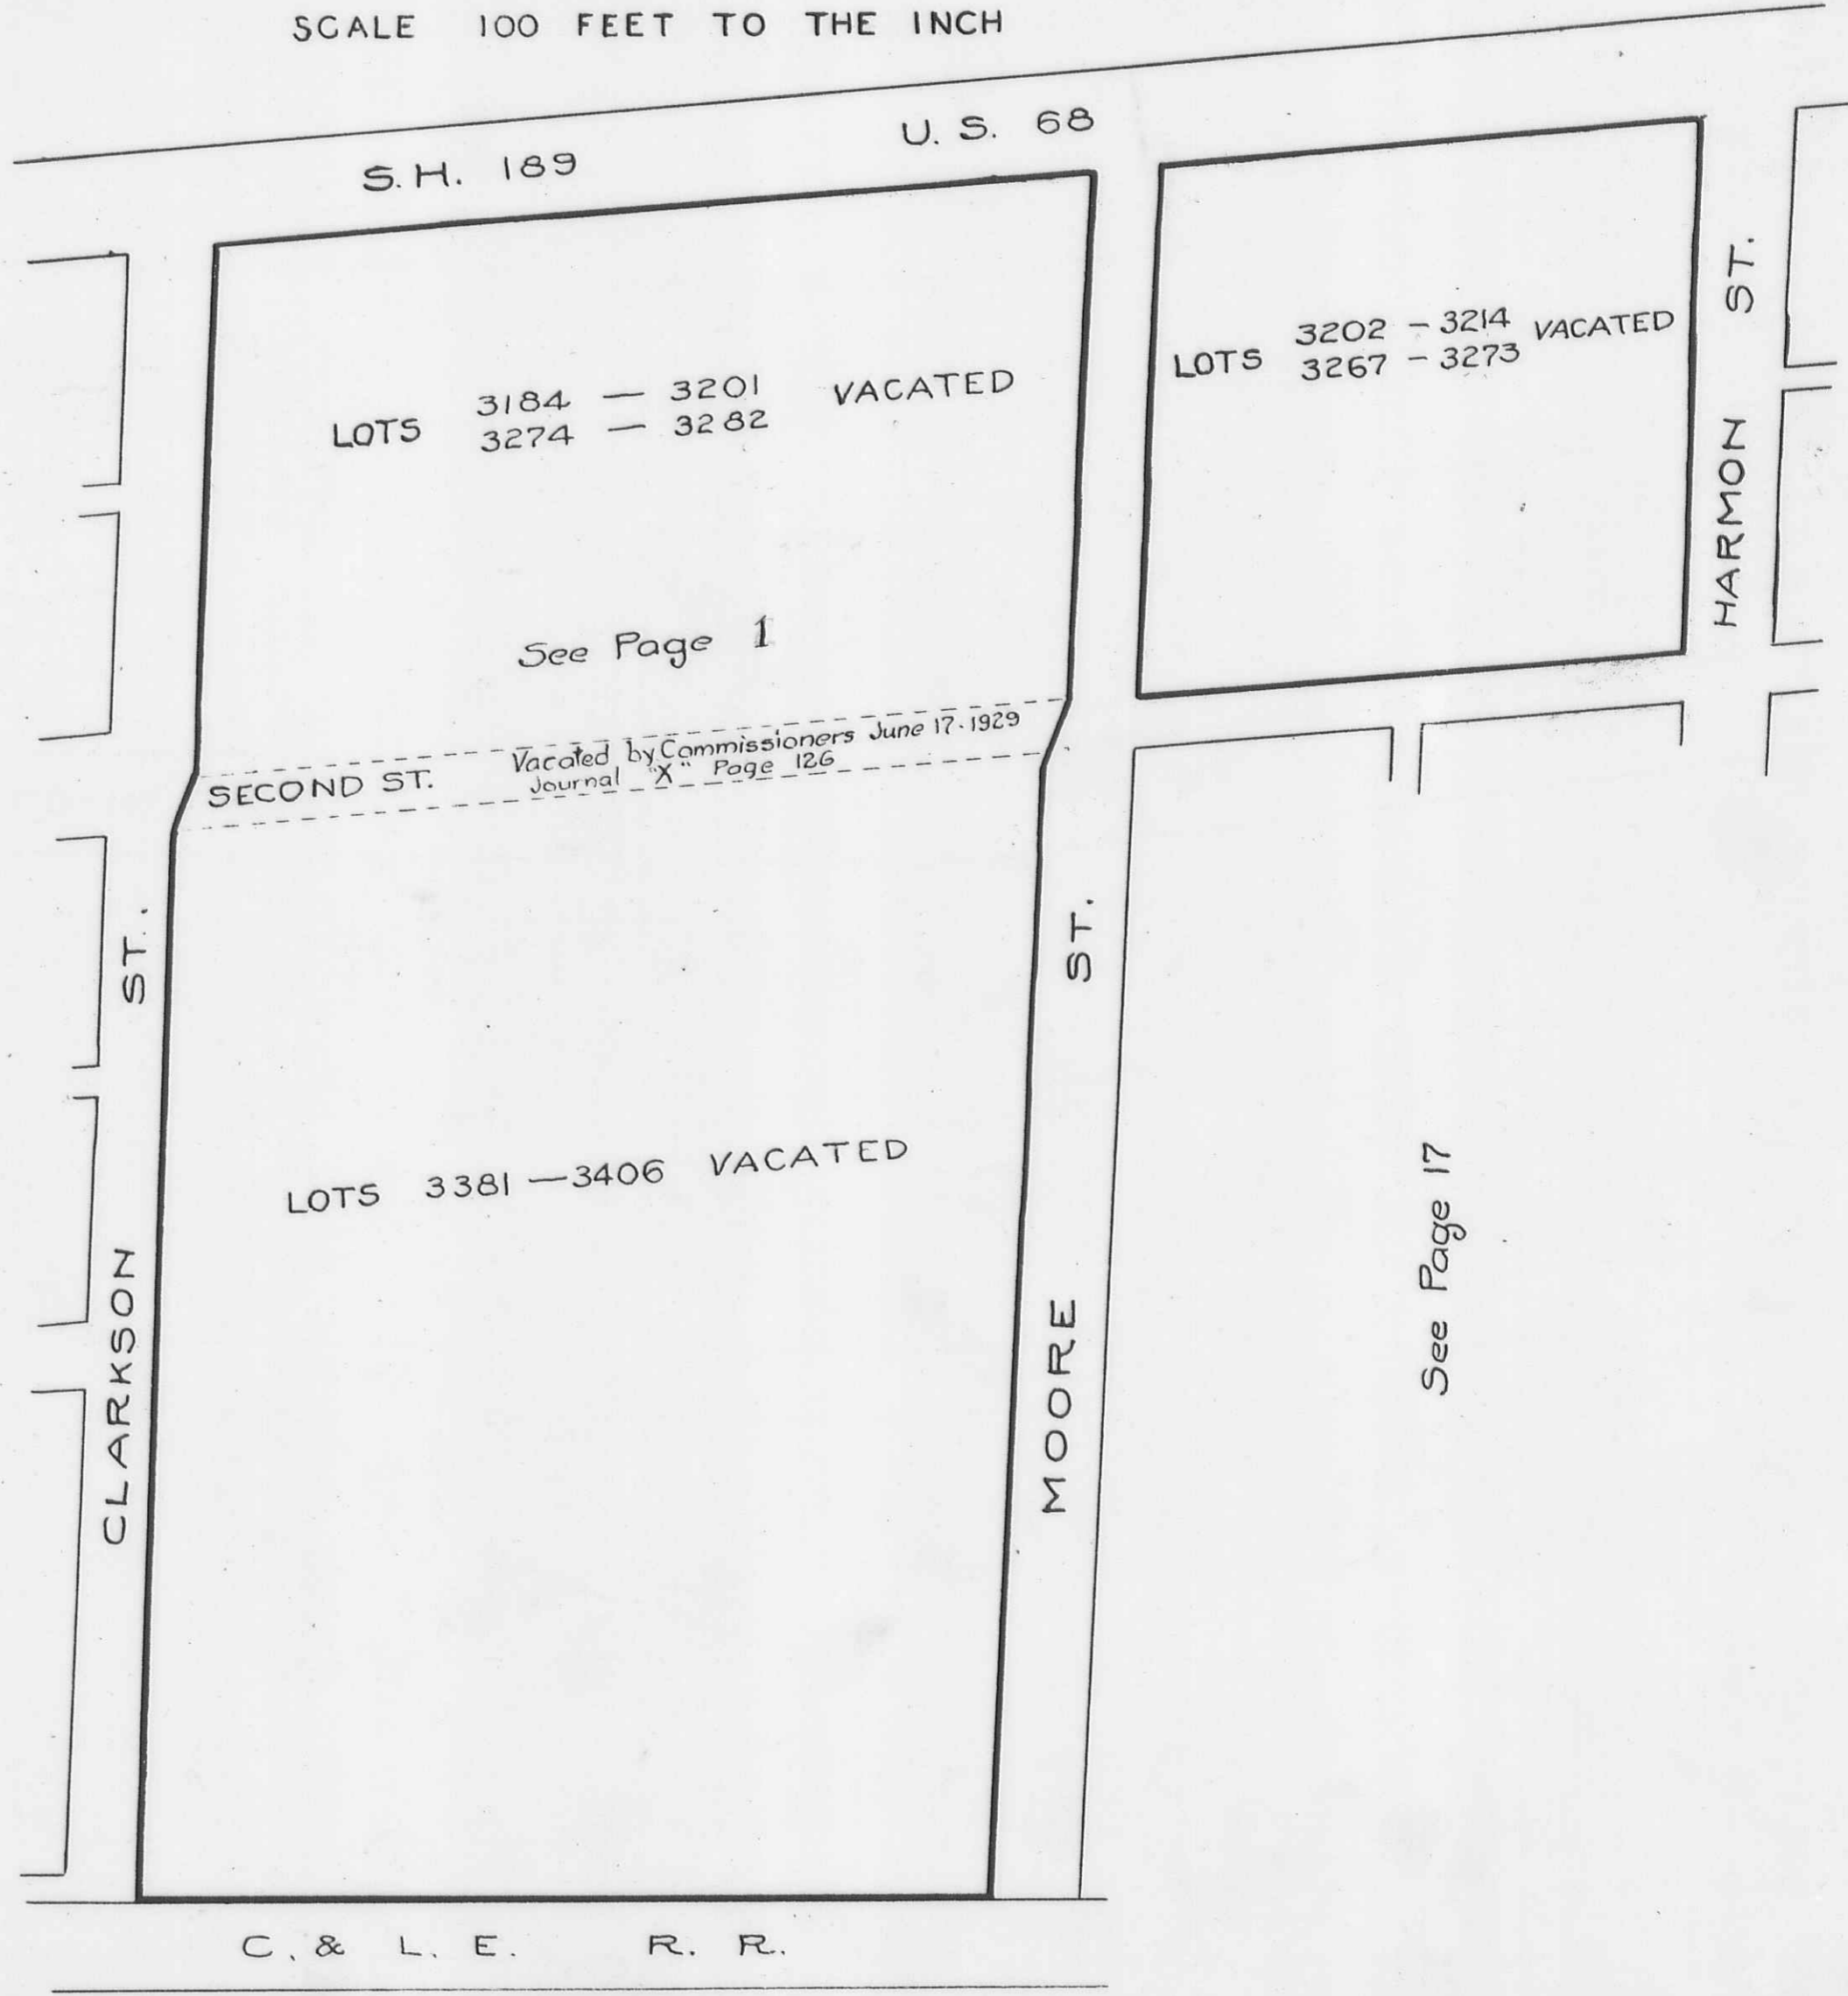 SCALE 100 FEET TO THE INCH
U. S. 68
S. H. 189
LOTS 3184 — 3201 VACATED
3274 — 3282
LOTS 3202 – 3214 VACATED
3267 – 3273
HARMON ST.
See Page 1
SECOND ST.
Vacated by Commissioners June 17-1929
Journal "X" Page 126
CLARKSON ST.
MOORE ST.
LOTS 3381 — 3406 VACATED
See Page 17
C. & L. E. R. R.